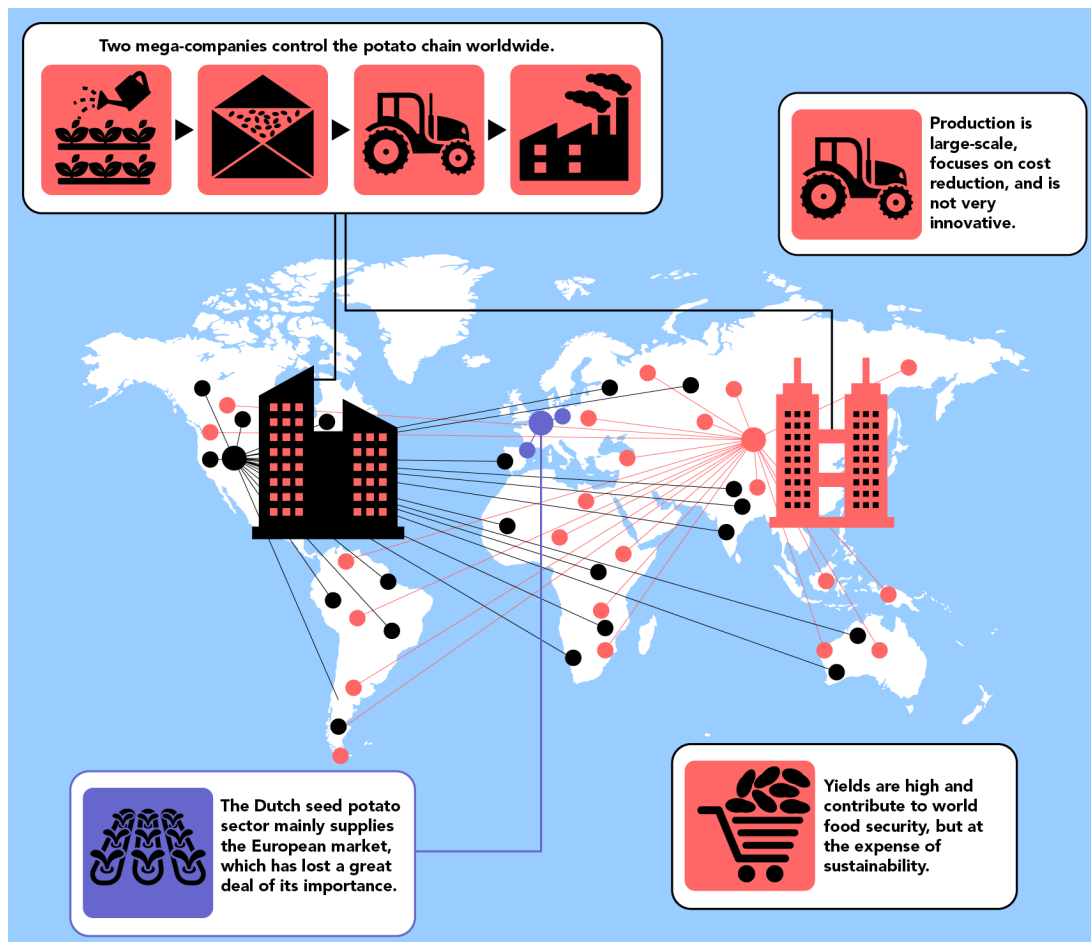 Two mega-companies control the potato chain worldwide.
Production is
large-scale,
focuses on cost
reduction, and is
not very
innovative.
The Dutch seed potato
sector mainly supplies
the European market,
which has lost a great
deal of its importance.
Yields are high and
contribute to world
food security, but at
the expense of
sustainability.